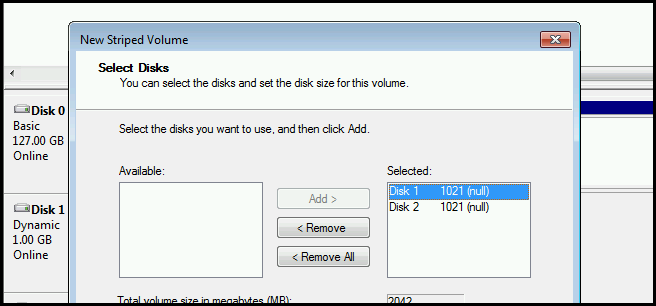 New Striped Volume
Select Disks
You can select the disks and set the disk size for this volume.
Disk 0
Basic
127.00 GB
Online
Select the disks you want to use, and then click Add.
Available:
Selected:
Add >
Disk 1 1021 (null)
Disk 2 1021 (null)
< Remove
< Remove All
Disk 1
Dynamic
1.00 GB
Online
Total volume size in megabytes (MB):
2042